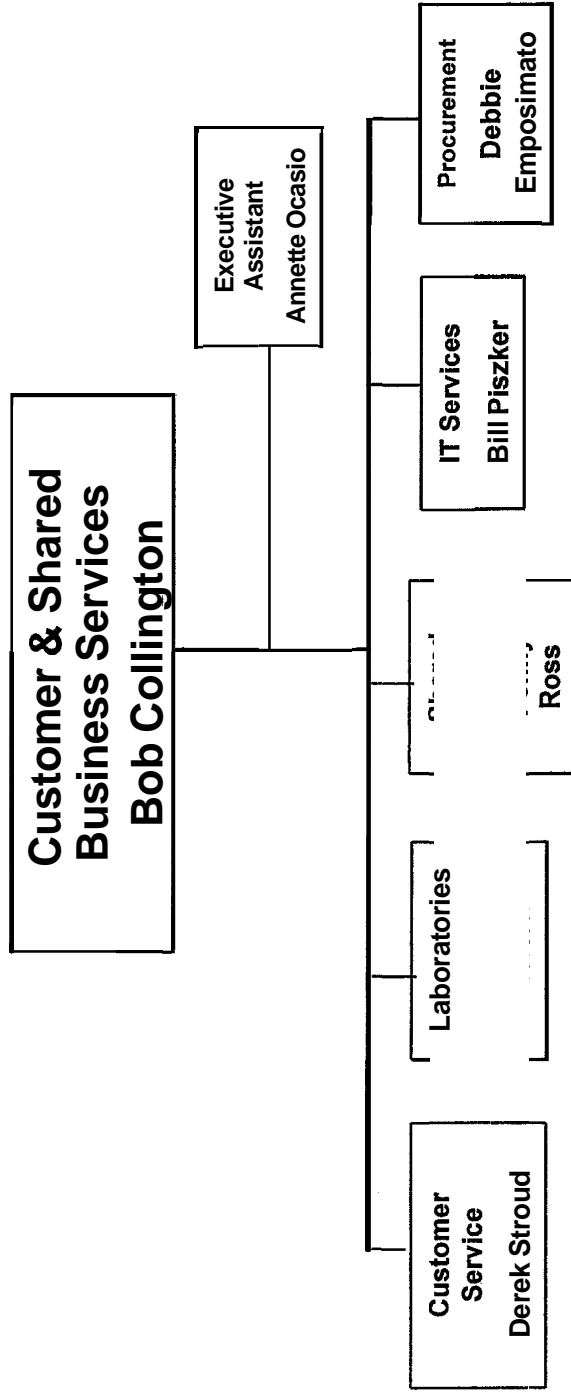 Customer & Shared
Business Services
Bob Collington
Executive
Assistant
Annette Ocasio
Customer
Service
Derek Stroud
Laboratories
Ross
IT Services
Bill Piszker
Procurement
Debbie
Emposimato